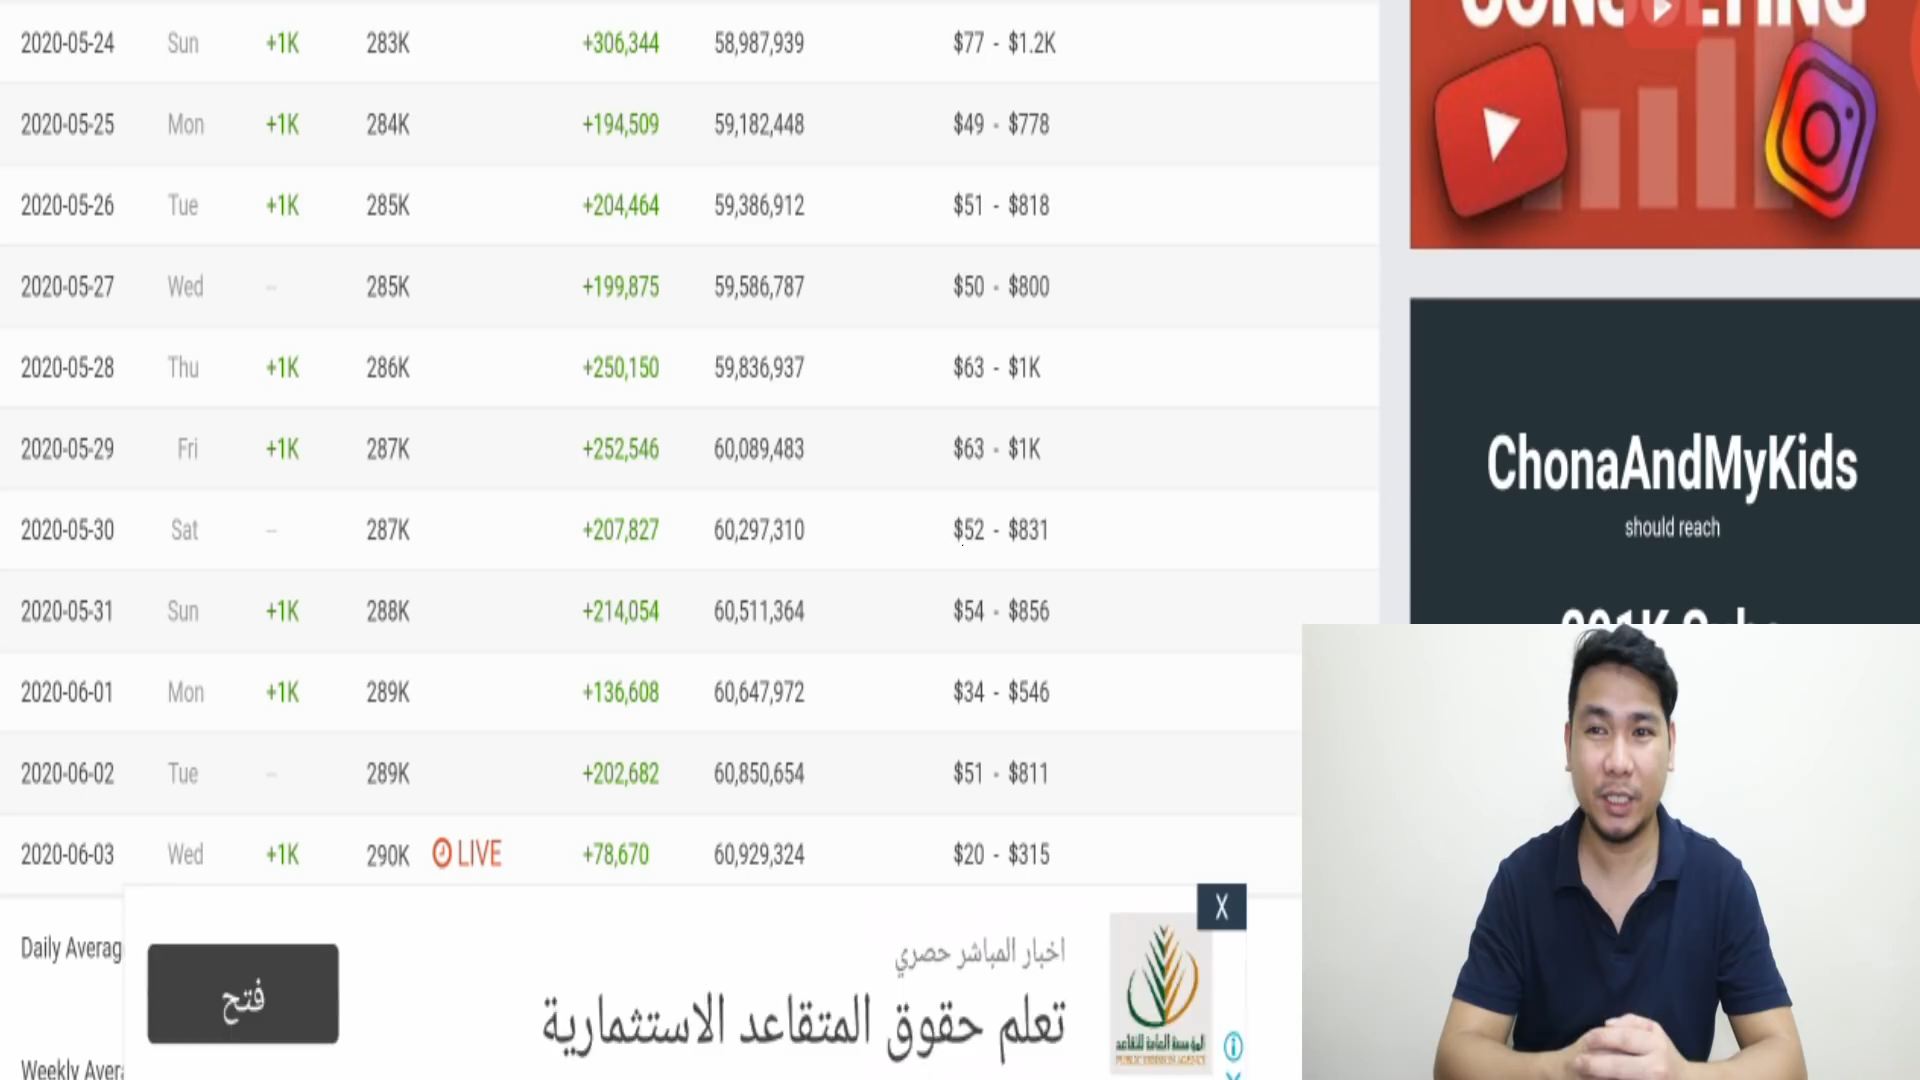 2020-05-24 Sun +1K 283K +306,344 58,987,939 $77 - $1.2K
2020-05-25 Mon +1K 284K +194,509 59,182,448 $49 - $778
2020-05-26 Tue +1K 285K +204,464 59,386,912 $51 - $818
2020-05-27 Wed -- 285K +199,875 59,586,787 $50 - $800
2020-05-28 Thu +1K 286K +250,150 59,836,937 $63 - $1K
2020-05-29 Fri +1K 287K +252,546 60,089,483 $63 - $1K
2020-05-30 Sat -- 287K +207,827 60,297,310 $52 - $831
2020-05-31 Sun +1K 288K +214,054 60,511,364 $54 - $856
2020-06-01 Mon +1K 289K +136,608 60,647,972 $34 - $546
2020-06-02 Tue -- 289K +202,682 60,850,654 $51 - $811
2020-06-03 Wed +1K 290K LIVE +78,670 60,929,324 $20 - $315
Daily
Weekly
X
اخبار المباشر حصري
تعلم حقوق المتقاعد الاستثمارية
فتح
المؤسسة العامة للتقاعد
PUBLIC PENSION AGENCY
ChonaAndMyKids
should reach